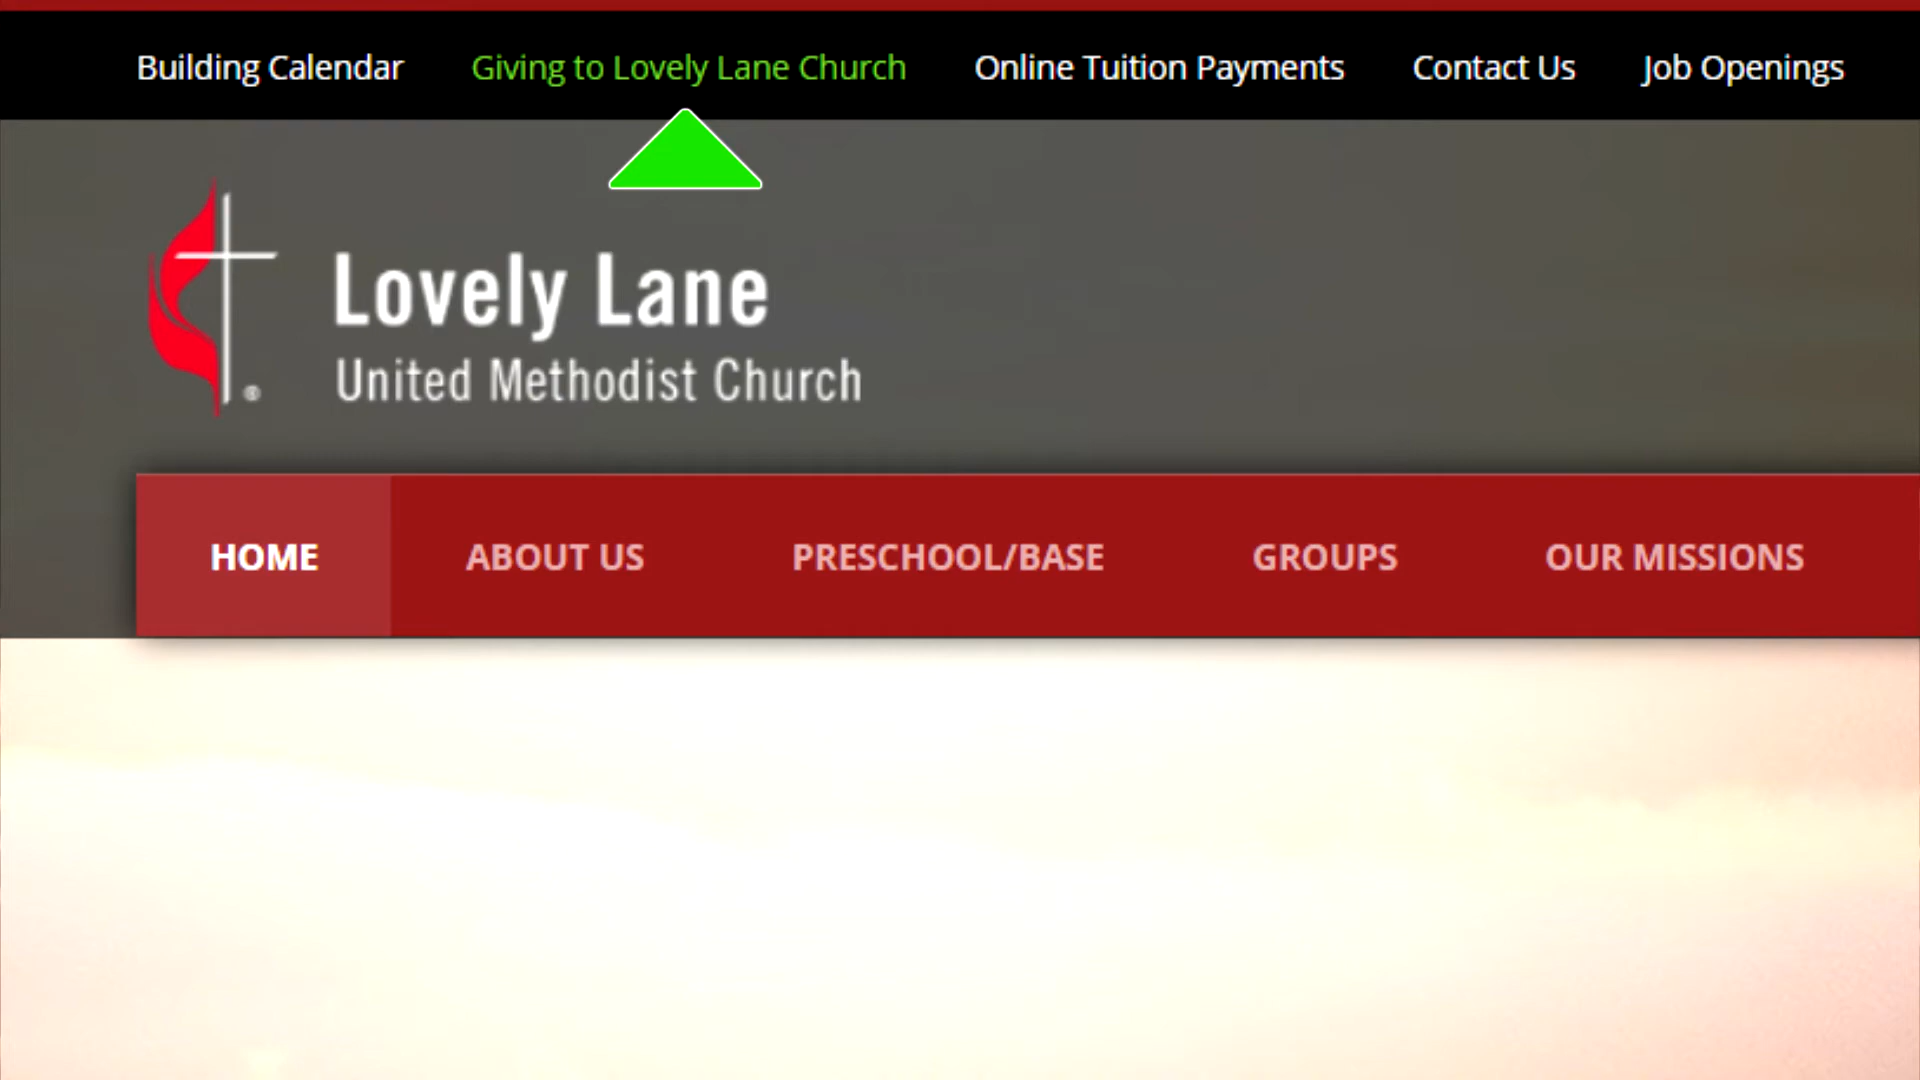 Building Calendar Giving to Lovely Lane Church Online Tuition Payments Contact Us Job Openings
Lovely Lane
United Methodist Church
®
HOME ABOUT US PRESCHOOL/BASE GROUPS OUR MISSIONS